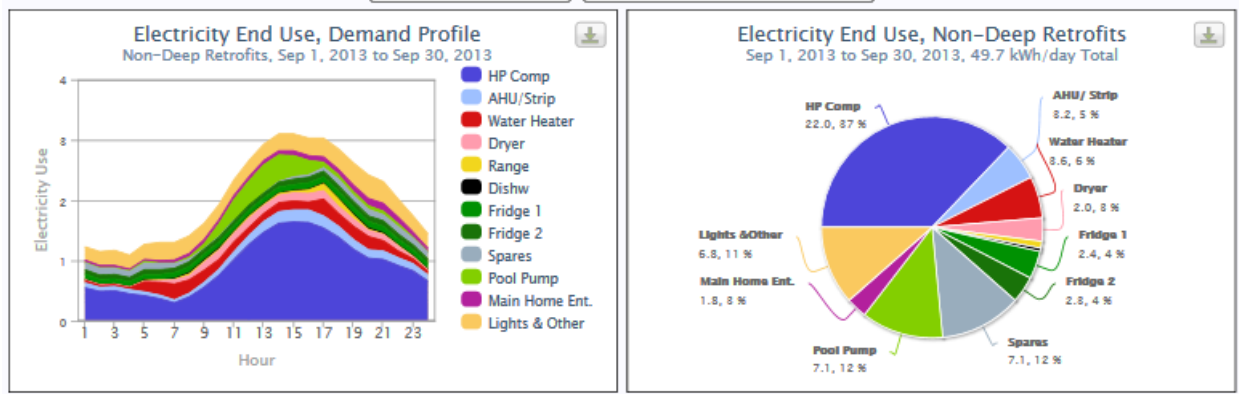 Electricity End Use, Demand Profile
Non-Deep Retrofits, Sep 1, 2013 to Sep 30, 2013
4
3
2
1
0
Electricity Use
1 3 5 7 9 11 13 15 17 19 21 23
Hour
HP Comp
AHU/Strip
Water Heater
Dryer
Range
Dishw
Fridge 1
Fridge 2
Spares
Pool Pump
Main Home Ent.
Lights & Other
Electricity End Use, Non-Deep Retrofits
Sep 1, 2013 to Sep 30, 2013, 49.7 kWh/day Total
HP Comp
22.0, 37 %
AHU/ Strip
3.2, 5 %
Water Heater
3.6, 6 %
Dryer
2.0, 3 %
Fridge 1
2.4, 4 %
Fridge 2
2.3, 4 %
Spares
7.1, 12 %
Pool Pump
7.1, 12 %
Main Home Ent.
1.8, 3 %
Lights &Other
6.8, 11 %